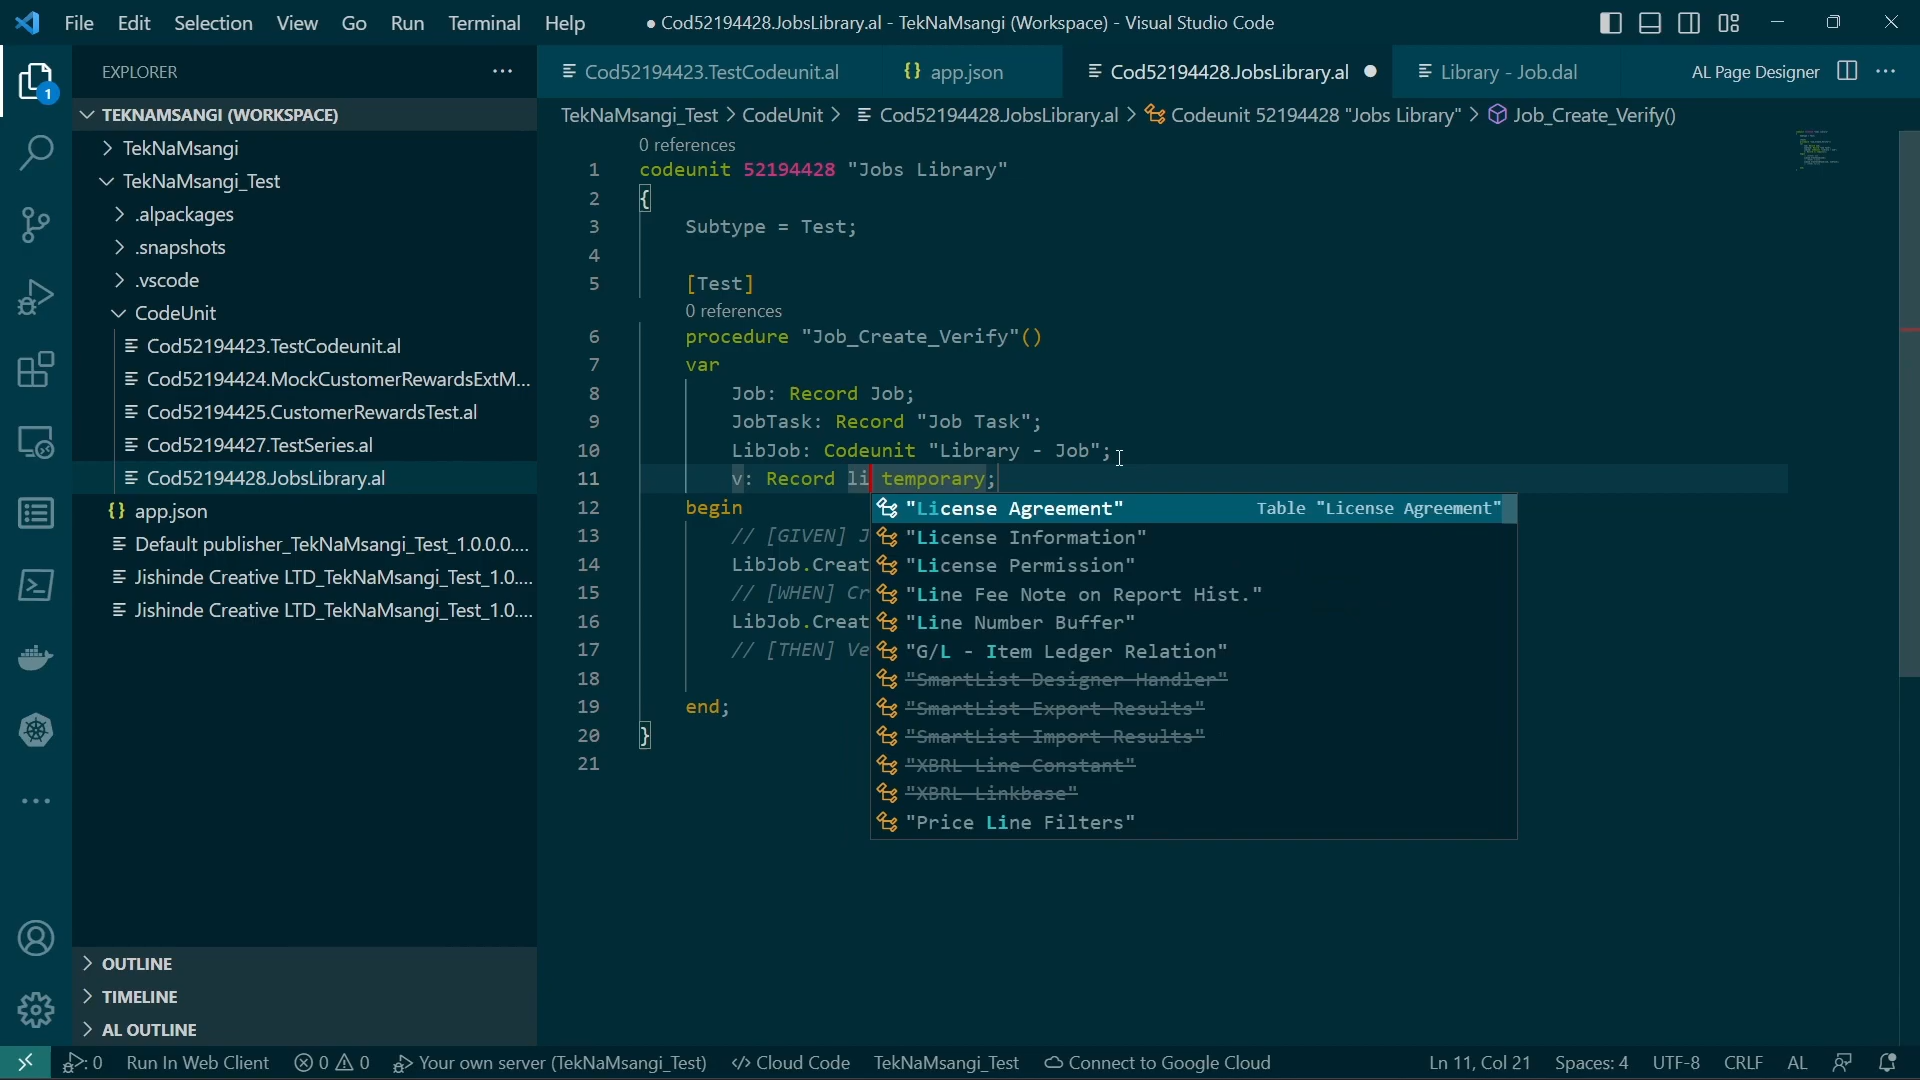 File Edit Selection View Go Run Terminal Help
● Cod52194428.JobsLibrary.al - TekNaMsangi (Workspace) - Visual Studio Code
EXPLORER
1
TEKNAMSANGI (WORKSPACE)
TekNaMsangi
TekNaMsangi_Test
.alpackages
.snapshots
.vscode
CodeUnit
Cod52194423.TestCodeunit.al
Cod52194424.MockCustomerRewardsExtM...
Cod52194425.CustomerRewardsTest.al
Cod52194427.TestSeries.al
Cod52194428.JobsLibrary.al
{} app.json
Default publisher_TekNaMsangi_Test_1.0.0.0....
Jishinde Creative LTD_TekNaMsangi_Test_1.0....
Jishinde Creative LTD_TekNaMsangi_Test_1.0....
OUTLINE
TIMELINE
AL OUTLINE
Cod52194423.TestCodeunit.al
{} app.json
Cod52194428.JobsLibrary.al ●
Library - Job.dal
AL Page Designer
TekNaMsangi_Test > CodeUnit > Cod52194428.JobsLibrary.al > Codeunit 52194428 "Jobs Library" > Job_Create_Verify()
0 references
1 codeunit 52194428 "Jobs Library"
2 {
3 Subtype = Test;
4
5 [Test]
0 references
6 procedure "Job_Create_Verify"()
7 var
8 Job: Record Job;
9 JobTask: Record "Job Task";
10 LibJob: Codeunit "Library - Job";
11 v: Record li temporary;
12 begin
13 // [GIVEN] J
14 LibJob.Creat
15 // [WHEN] Cr
16 LibJob.Creat
17 // [THEN] Ve
18
19 end;
20 }
21
"License Agreement" Table "License Agreement"
"License Information"
"License Permission"
"Line Fee Note on Report Hist."
"Line Number Buffer"
"G/L - Item Ledger Relation"
"SmartList Designer Handler"
"SmartList Export Results"
"SmartList Import Results"
"XBRL Line Constant"
"XBRL Linkbase"
"Price Line Filters"
0 Run In Web Client 0 0 Your own server (TekNaMsangi_Test) </> Cloud Code TekNaMsangi_Test Connect to Google Cloud Ln 11, Col 21 Spaces: 4 UTF-8 CRLF AL